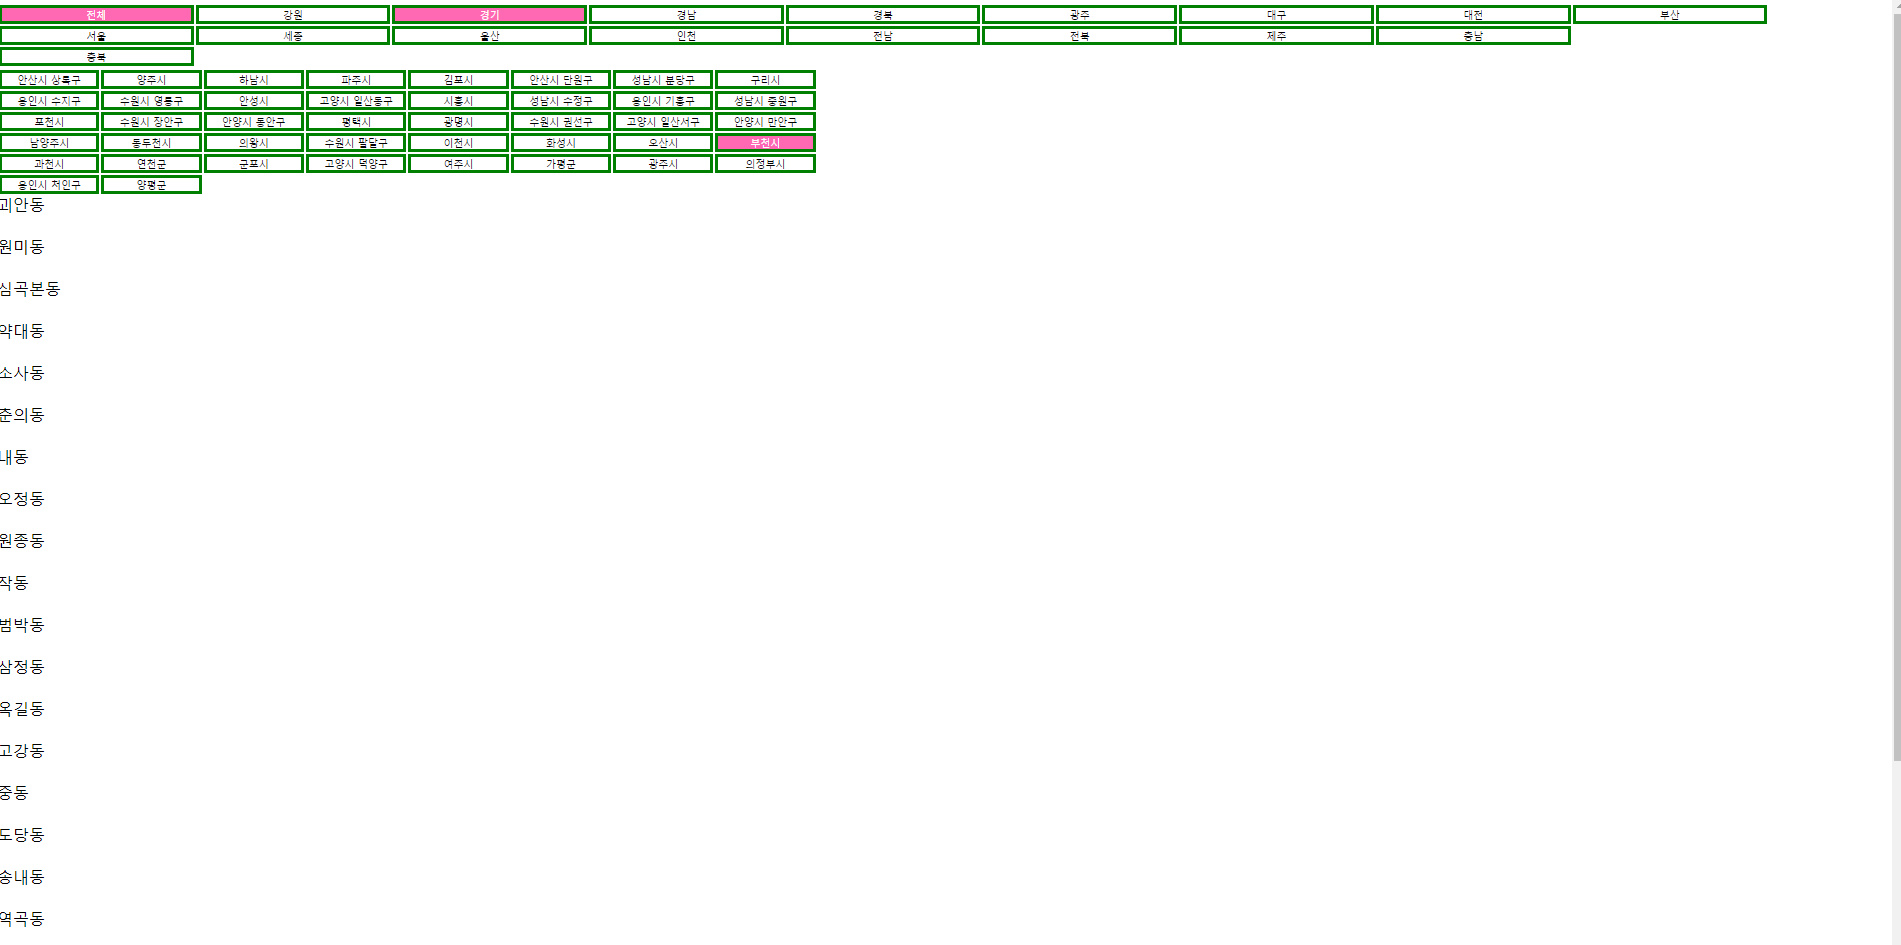 전체 강원 경기 경남 경북 광주 대구 대전 부산
서울 세종 울산 인천 전남 전북 제주 충남
충북
안산시 상록구 양주시 하남시 파주시 김포시 안산시 단원구 성남시 분당구 구리시
용인시 수지구 수원시 영통구 안성시 고양시 일산동구 시흥시 성남시 수정구 용인시 기흥구 성남시 중원구
포천시 수원시 장안구 안양시 동안구 평택시 광명시 수원시 권선구 고양시 일산서구 안양시 만안구
남양주시 동두천시 의왕시 수원시 팔달구 이천시 화성시 오산시 부천시
과천시 연천군 군포시 고양시 덕양구 여주시 가평군 광주시 의정부시
용인시 처인구 양평군
괴안동
원미동
심곡본동
약대동
소사동
춘의동
내동
오정동
원종동
작동
범박동
삼정동
옥길동
고강동
중동
도당동
송내동
역곡동